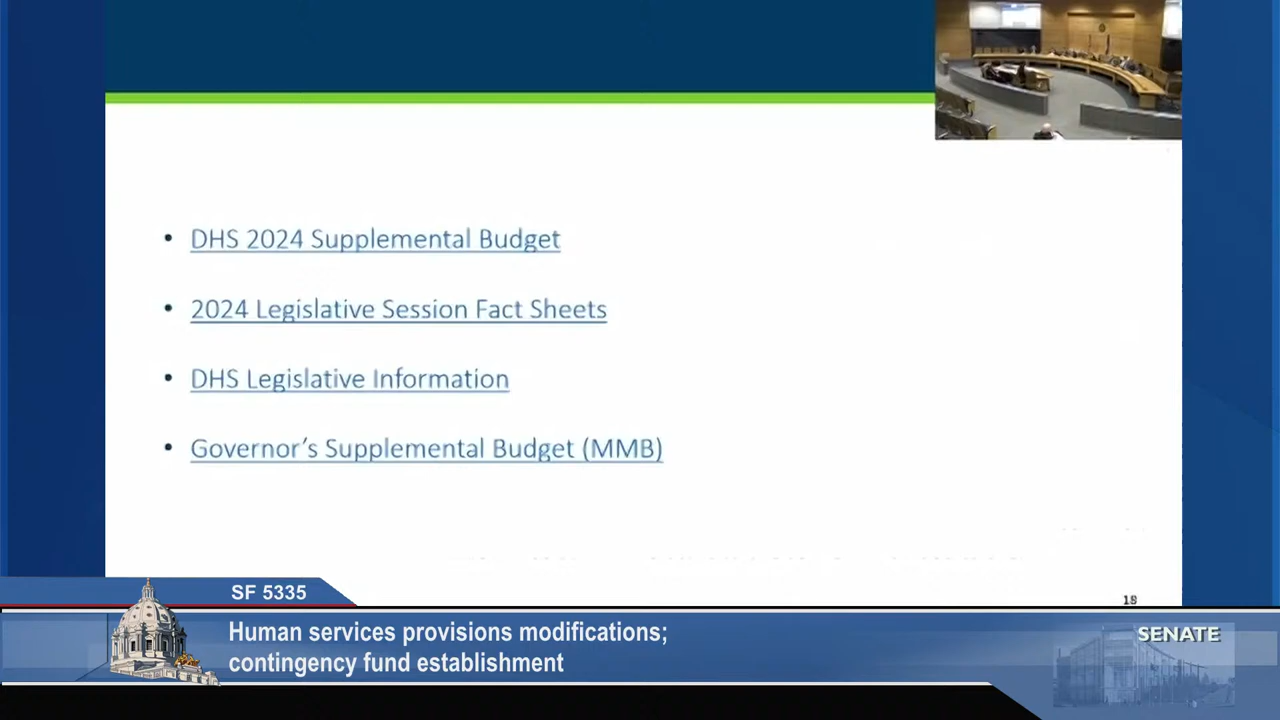 • DHS 2024 Supplemental Budget
• 2024 Legislative Session Fact Sheets
• DHS Legislative Information
• Governor's Supplemental Budget (MMB)
18
SF 5335
Human services provisions modifications;
contingency fund establishment
SENATE